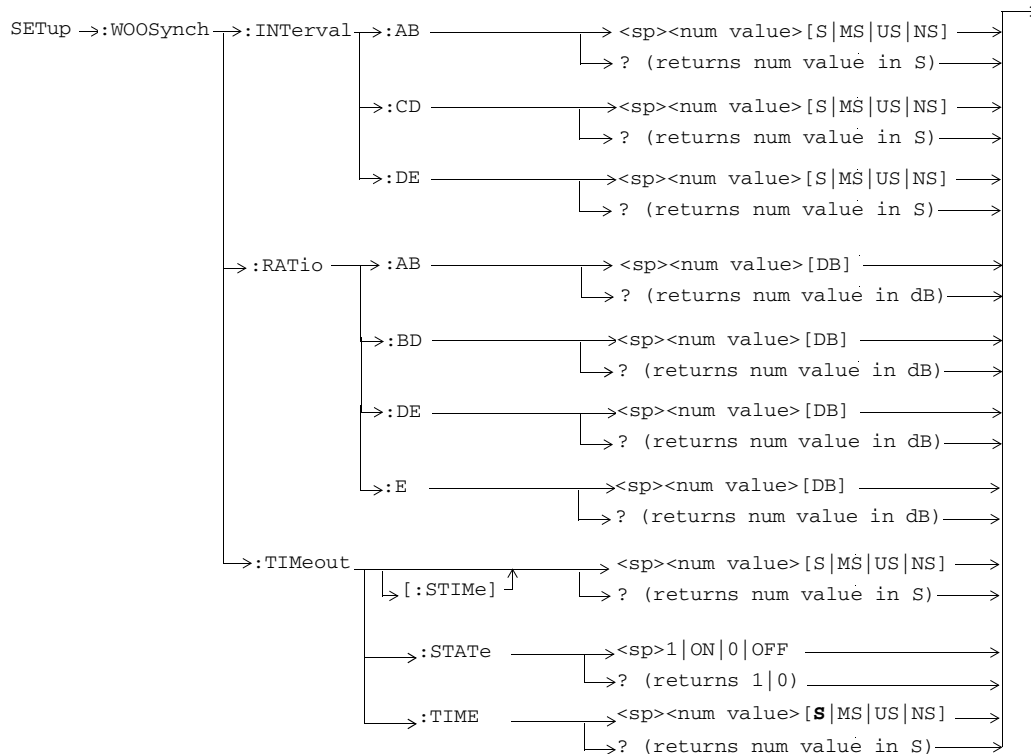 SETup :WOOSynch :INTerval :AB <sp><num value>[S|MS|US|NS]
? (returns num value in S)
:CD <sp><num value>[S|MS|US|NS]
? (returns num value in S)
:DE <sp><num value>[S|MS|US|NS]
? (returns num value in S)
:RATio :AB <sp><num value>[DB]
? (returns num value in dB)
:BD <sp><num value>[DB]
? (returns num value in dB)
:DE <sp><num value>[DB]
? (returns num value in dB)
:E <sp><num value>[DB]
? (returns num value in dB)
:TIMeout <sp><num value>[S|MS|US|NS]
[:STIMe] ? (returns num value in S)
:STATe <sp>1|ON|0|OFF
? (returns 1|0)
:TIME <sp><num value>[S|MS|US|NS]
? (returns num value in S)